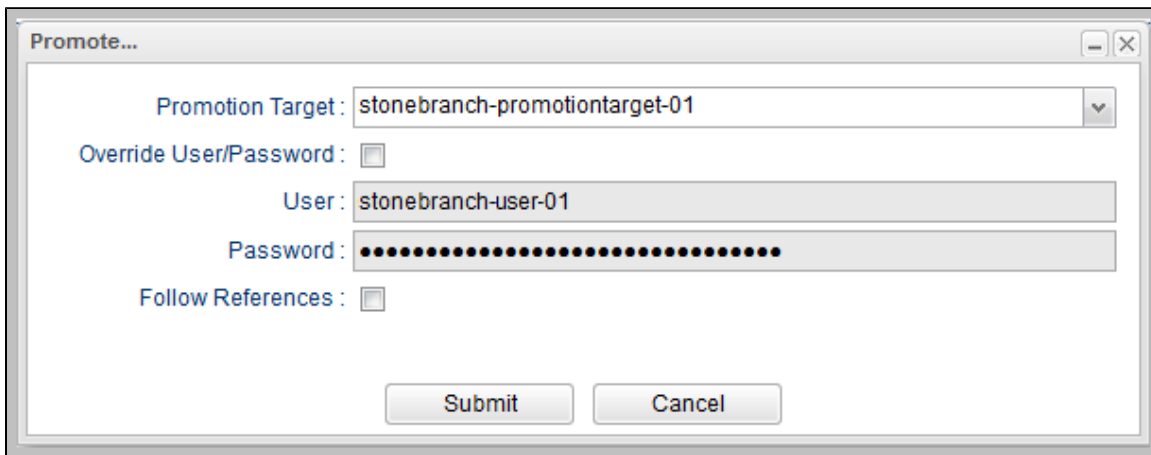 Promote...
Promotion Target : stonebranch-promotiontarget-01
Override User/Password :
User : stonebranch-user-01
Password : ••••••••••••••••••••••••••••••••
Follow References :
Submit Cancel